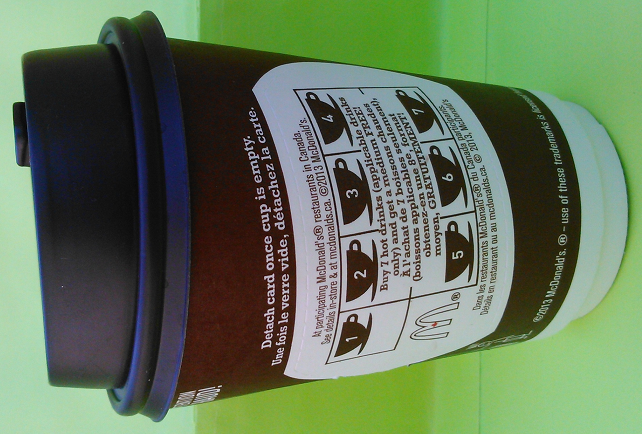 Detach card once cup is empty.
Une fois le verre vide, détachez la carte.
At participating McDonald's® restaurants in Canada.
See details in-store & at mcdonalds.ca. ©2013 McDonald's.
1 2 3 4
Buy 7 hot drinks (applicable drinks
only) and get a medium one FREE!
À l'achat de 7 boissons chaudes
(boissons applicables seulement),
obtenez-en une de format
moyen, GRATUITEMENT!
5 6 7
Dans les restaurants McDonald's® du Canada participants.
Détails en restaurant ou au mcdonalds.ca. © 2013, McDonald's
©2013 McDonald's. ® - use of these trademarks is